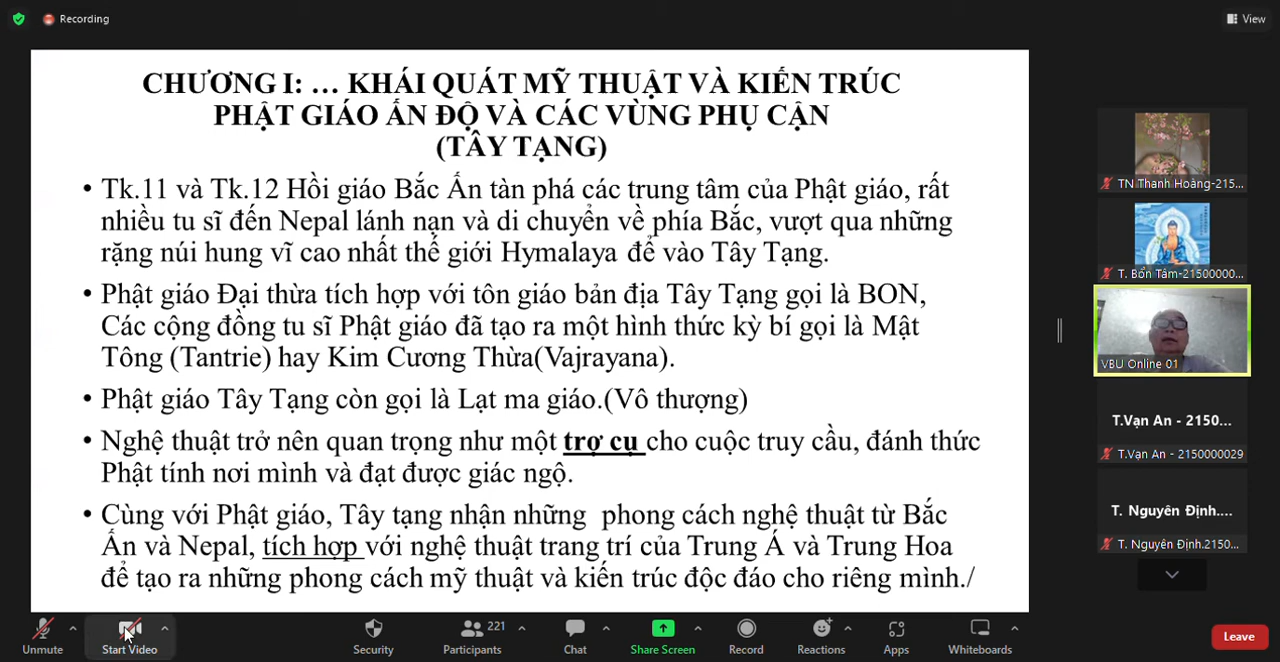 Recording
View
CHƯƠNG I: … KHÁI QUÁT MỸ THUẬT VÀ KIẾN TRÚC
PHẬT GIÁO ẤN ĐỘ VÀ CÁC VÙNG PHỤ CẬN
(TÂY TẠNG)
• Tk.11 và Tk.12 Hồi giáo Bắc Ấn tàn phá các trung tâm của Phật giáo, rất
nhiều tu sĩ đến Nepal lánh nạn và di chuyển về phía Bắc, vượt qua những
rặng núi hung vĩ cao nhất thế giới Hymalaya để vào Tây Tạng.
• Phật giáo Đại thừa tích hợp với tôn giáo bản địa Tây Tạng gọi là BON,
Các cộng đồng tu sĩ Phật giáo đã tạo ra một hình thức kỳ bí gọi là Mật
Tông (Tantrie) hay Kim Cương Thừa(Vajrayana).
• Phật giáo Tây Tạng còn gọi là Lạt ma giáo.(Vô thượng)
• Nghệ thuật trở nên quan trọng như một trợ cụ cho cuộc truy cầu, đánh thức
Phật tính nơi mình và đạt được giác ngộ.
• Cùng với Phật giáo, Tây tạng nhận những phong cách nghệ thuật từ Bắc
Ấn và Nepal, tích hợp với nghệ thuật trang trí của Trung Á và Trung Hoa
để tạo ra những phong cách mỹ thuật và kiến trúc độc đáo cho riêng mình./
TN Thanh Hoàng-215...
T. Bổn Tâm-21500000...
VBU Online 01
T.Vạn An - 2150...
T.Vạn An - 2150000029
T. Nguyên Định....
T. Nguyên Định.2150...
Unmute
Start Video
Security
221
Participants
Chat
Share Screen
Record
Reactions
Apps
Whiteboards
Leave